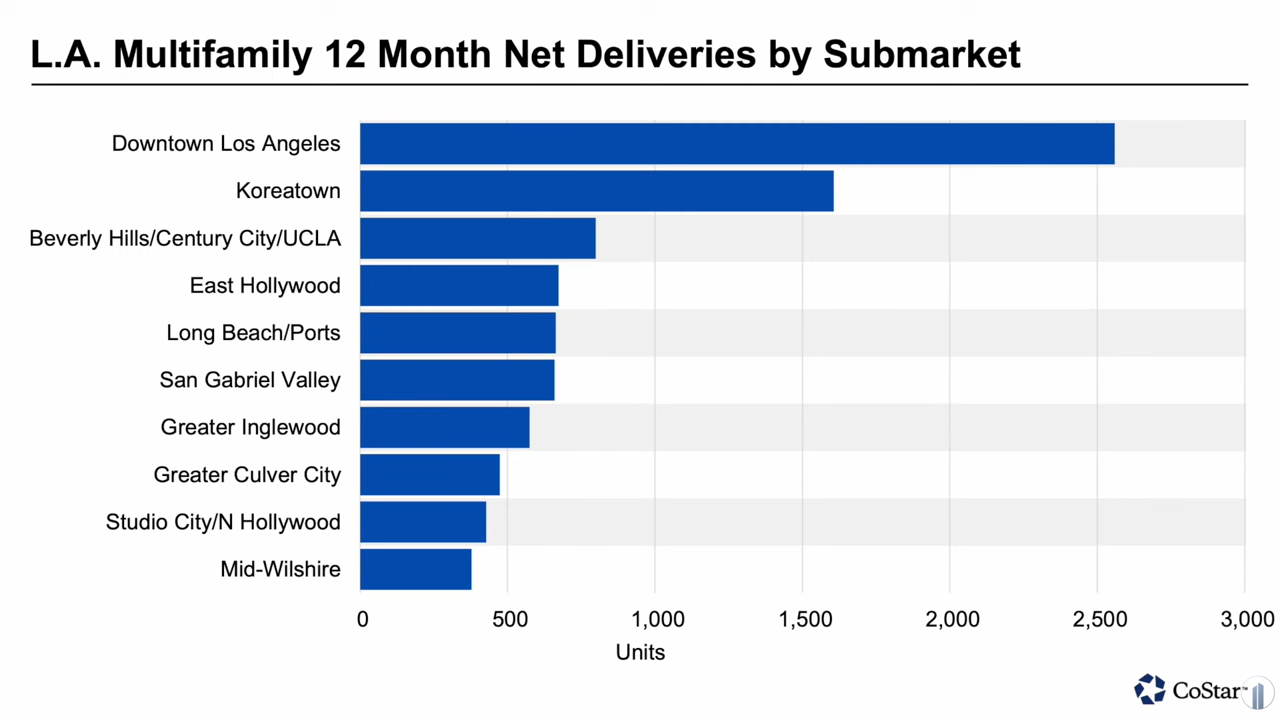 L.A. Multifamily 12 Month Net Deliveries by Submarket
Downtown Los Angeles
Koreatown
Beverly Hills/Century City/UCLA
East Hollywood
Long Beach/Ports
San Gabriel Valley
Greater Inglewood
Greater Culver City
Studio City/N Hollywood
Mid-Wilshire
0 500 1,000 1,500 2,000 2,500 3,000
Units
CoStar™